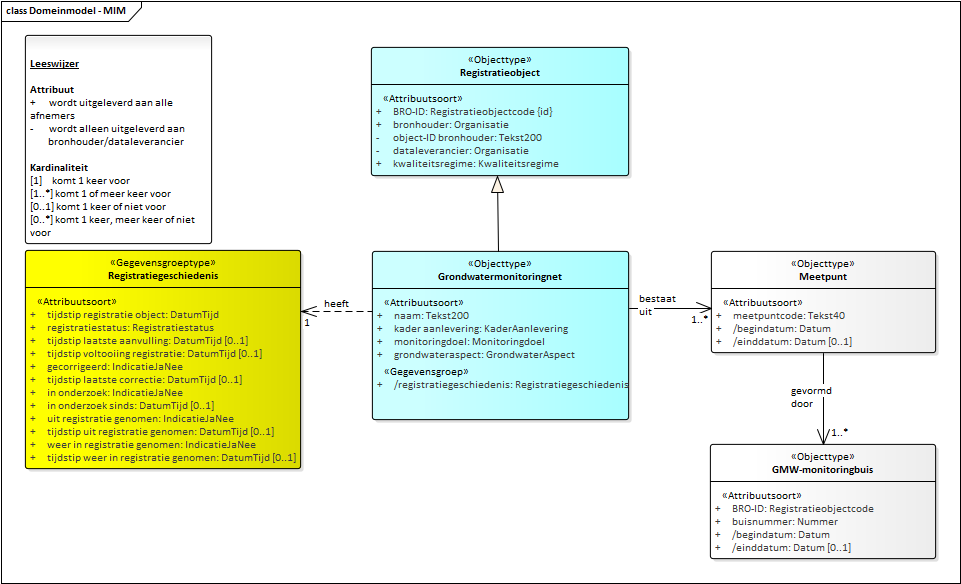 class Domeinmodel - MIM
Leeswijzer
Attribuut
+ wordt uitgeleverd aan alle
afnemers
- wordt alleen uitgeleverd aan
bronhouder/dataleverancier
Kardinaliteit
[1] komt 1 keer voor
[1..*] komt 1 of meer keer voor
[0..1] komt 1 keer of niet voor
[0..*] komt 1 keer, meer keer of niet
voor
«Objecttype»
Registratieobject
«Attribuutsoort»
+ BRO-ID: Registratieobjectcode {id}
+ bronhouder: Organisatie
- object-ID bronhouder: Tekst200
- dataleverancier: Organisatie
+ kwaliteitsregime: Kwaliteitsregime
«Gegevensgroeptype»
Registratiegeschiedenis
«Attribuutsoort»
+ tijdstip registratie object: DatumTijd
+ registratiestatus: Registratiestatus
+ tijdstip laatste aanvulling: DatumTijd [0..1]
+ tijdstip voltooiing registratie: DatumTijd [0..1]
+ gecorrigeerd: IndicatieJaNee
+ tijdstip laatste correctie: DatumTijd [0..1]
+ in onderzoek: IndicatieJaNee
+ in onderzoek sinds: DatumTijd [0..1]
+ uit registratie genomen: IndicatieJaNee
+ tijdstip uit registratie genomen: DatumTijd [0..1]
+ weer in registratie genomen: IndicatieJaNee
+ tijdstip weer in registratie genomen: DatumTijd [0..1]
heeft
1
«Objecttype»
Grondwatermonitoringnet
«Attribuutsoort»
+ naam: Tekst200
+ kader aanlevering: KaderAanlevering
+ monitoringdoel: Monitoringdoel
+ grondwateraspect: GrondwaterAspect
«Gegevensgroep»
+ /registratiegeschiedenis: Registratiegeschiedenis
bestaat
uit
1..*
«Objecttype»
Meetpunt
«Attribuutsoort»
+ meetpuntcode: Tekst40
+ /begindatum: Datum
+ /einddatum: Datum [0..1]
gevormd
door
1..*
«Objecttype»
GMW-monitoringbuis
«Attribuutsoort»
+ BRO-ID: Registratieobjectcode
+ buisnummer: Nummer
+ /begindatum: Datum
+ /einddatum: Datum [0..1]